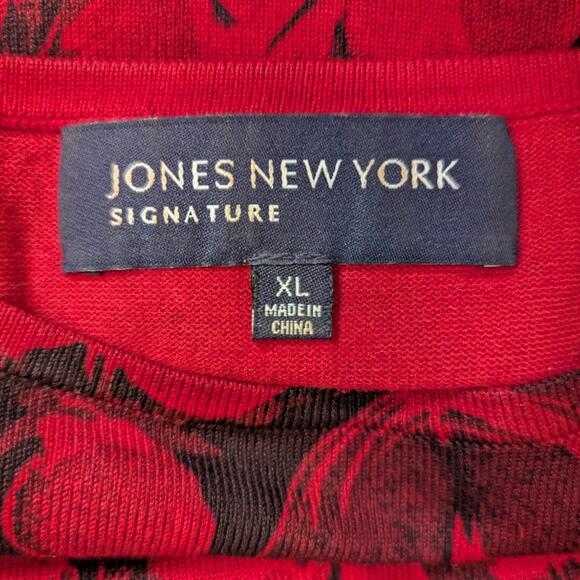 JONES NEW YORK
SIGNATURE
XL
MADE IN
CHINA